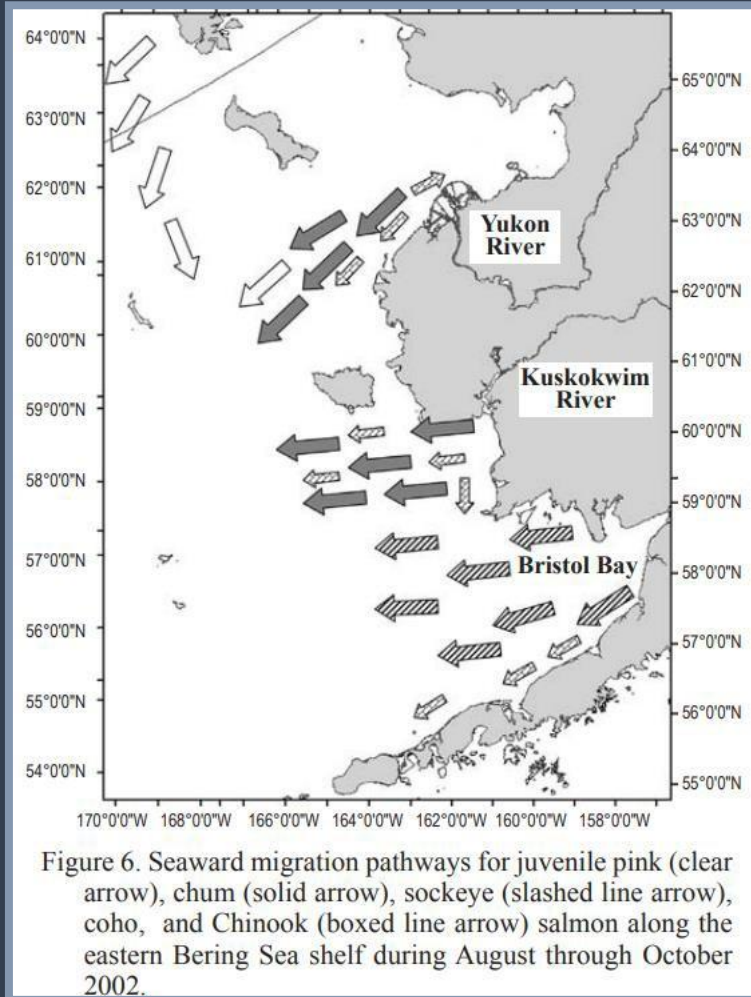 64°0'0"N
65°0'0"N
63°0'0"N
64°0'0"N
62°0'0"N
Yukon
River
63°0'0"N
61°0'0"N
62°0'0"N
60°0'0"N
61°0'0"N
Kuskokwim
River
59°0'0"N
60°0'0"N
58°0'0"N
59°0'0"N
57°0'0"N
Bristol Bay
58°0'0"N
56°0'0"N
57°0'0"N
55°0'0"N
56°0'0"N
54°0'0"N
55°0'0"N
170°0'0"W 168°0'0"W 166°0'0"W 164°0'0"W 162°0'0"W 160°0'0"W 158°0'0"W
Figure 6. Seaward migration pathways for juvenile pink (clear
arrow), chum (solid arrow), sockeye (slashed line arrow),
coho, and Chinook (boxed line arrow) salmon along the
eastern Bering Sea shelf during August through October
2002.